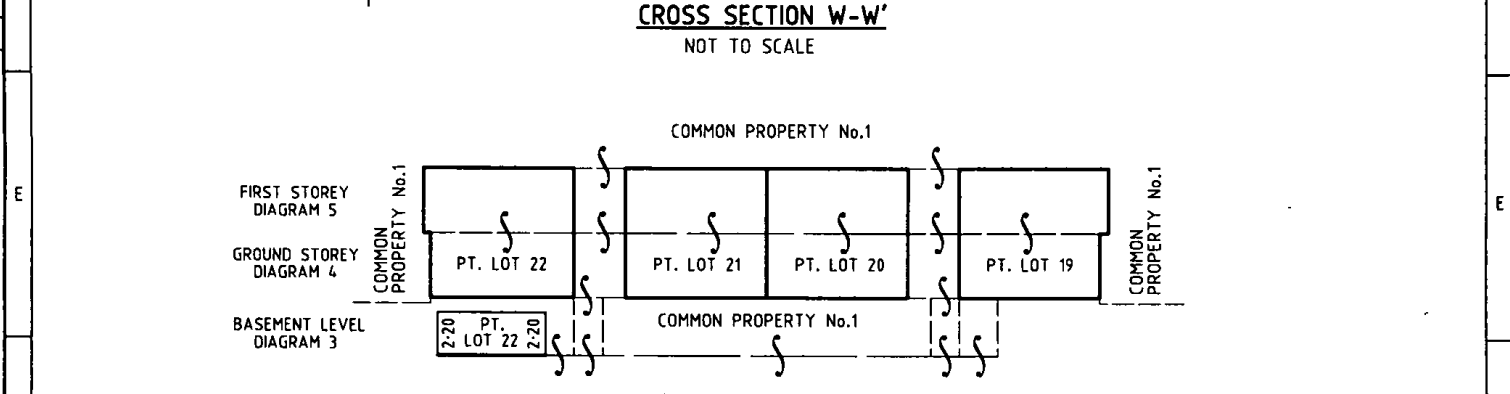 CROSS SECTION W-W'
NOT TO SCALE
COMMON PROPERTY No.1
E
FIRST STOREY
DIAGRAM 5
GROUND STOREY
DIAGRAM 4
BASEMENT LEVEL
DIAGRAM 3
COMMON
PROPERTY No.1
PT. LOT 22
PT. LOT 21
PT. LOT 20
PT. LOT 19
COMMON
PROPERTY No.1
E
2·20
PT.
LOT 22
2·20
COMMON PROPERTY No.1